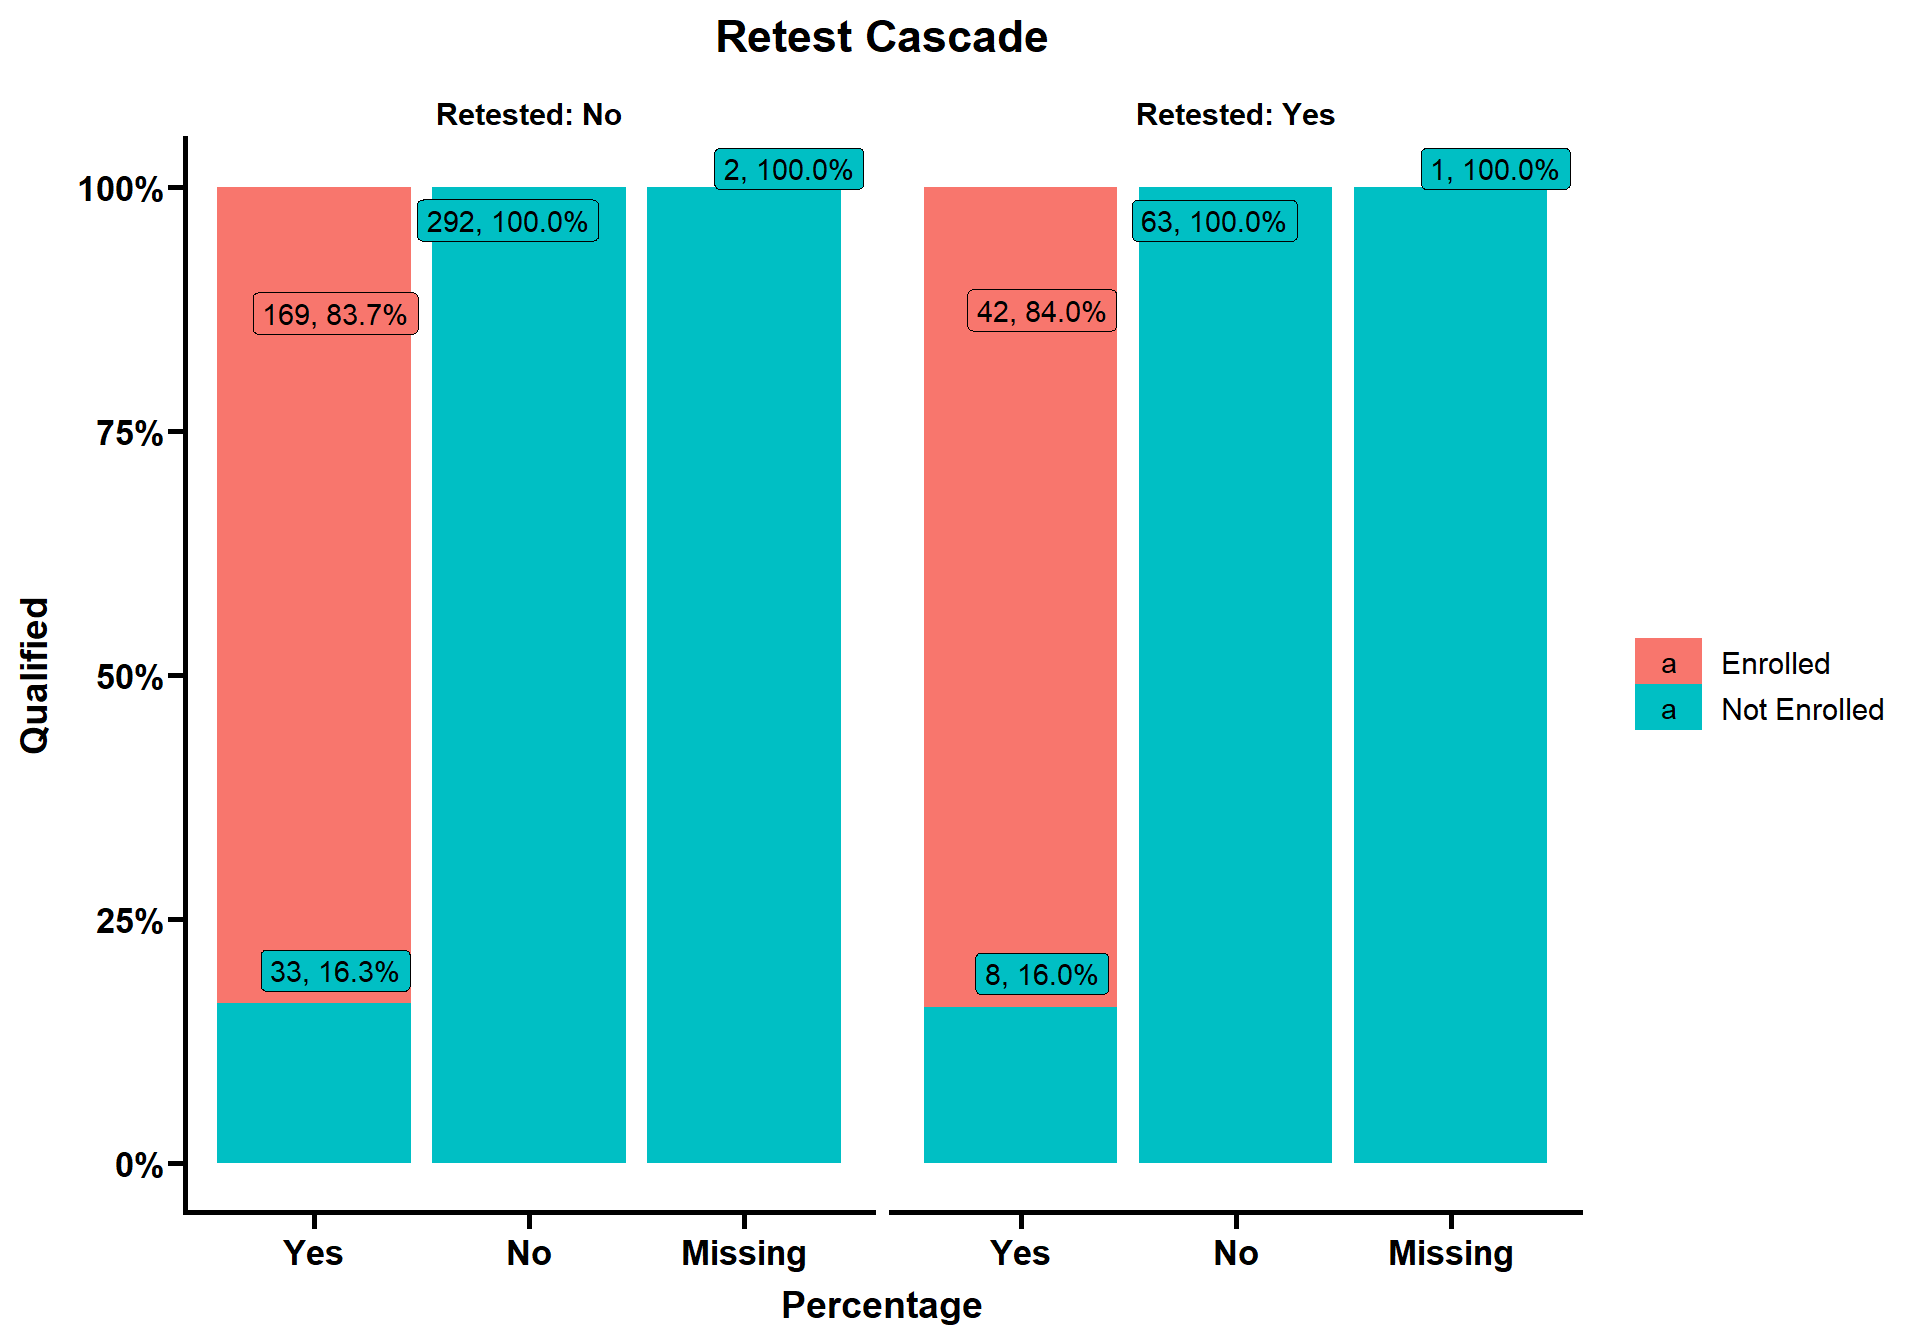 Retest Cascade
Retested: No
Retested: Yes
100%
75%
50%
25%
0%
Qualified
2, 100.0%
292, 100.0%
169, 83.7%
33, 16.3%
1, 100.0%
63, 100.0%
42, 84.0%
8, 16.0%
a Enrolled
a Not Enrolled
Yes No Missing
Yes No Missing
Percentage